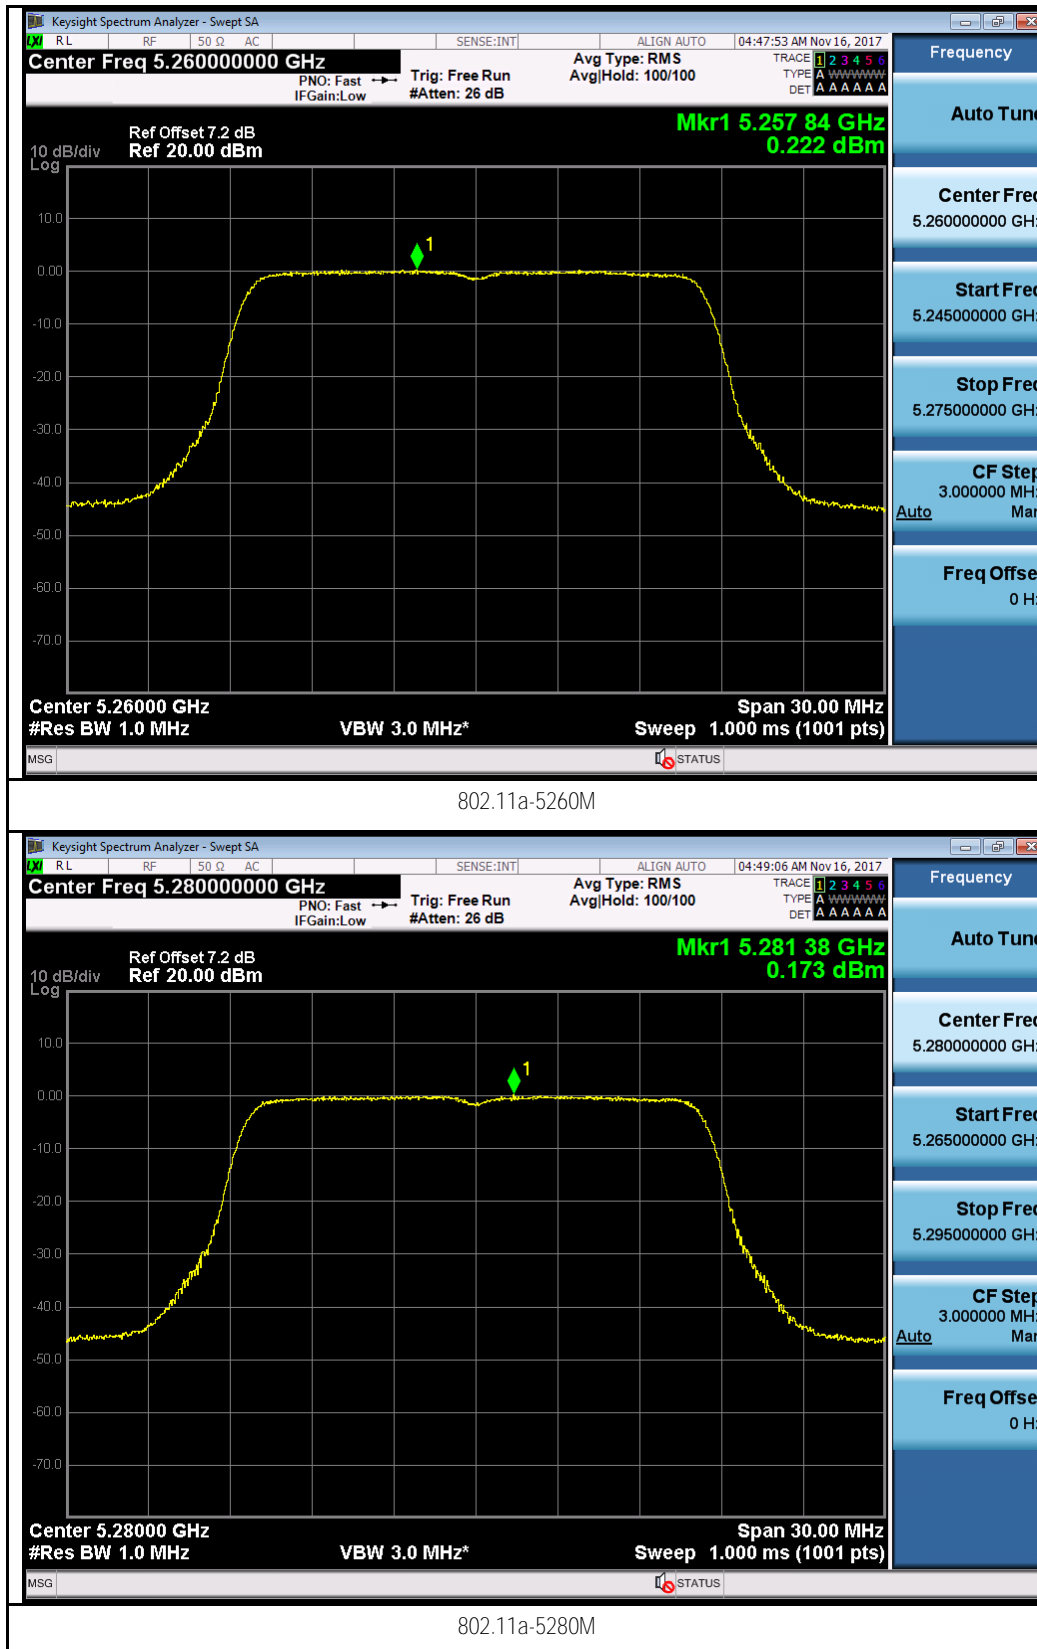 Keysight Spectrum Analyzer - Swept SA
LXI RL RF 50 Ω AC SENSE:INT ALIGN AUTO 04:47:53 AM Nov 16, 2017
Center Freq 5.260000000 GHz
PNO: Fast
IFGain:Low
Trig: Free Run
#Atten: 26 dB
Avg Type: RMS
Avg|Hold: 100/100
TRACE 1 2 3 4 5 6
TYPE A WWWWW
DET A A A A A A
Frequency
Auto Tune
Mkr1 5.257 84 GHz
0.222 dBm
Ref Offset 7.2 dB
10 dB/div Ref 20.00 dBm
Log
10.0
0.00
-10.0
-20.0
-30.0
-40.0
-50.0
-60.0
-70.0
1
Center Freq
5.260000000 GHz
Start Freq
5.245000000 GHz
Stop Freq
5.275000000 GHz
CF Step
3.000000 MHz
Auto Man
Freq Offset
0 Hz
Center 5.26000 GHz Span 30.00 MHz
#Res BW 1.0 MHz VBW 3.0 MHz* Sweep 1.000 ms (1001 pts)
MSG STATUS
802.11a-5260M
Keysight Spectrum Analyzer - Swept SA
LXI RL RF 50 Ω AC SENSE:INT ALIGN AUTO 04:49:06 AM Nov 16, 2017
Center Freq 5.280000000 GHz
PNO: Fast
IFGain:Low
Trig: Free Run
#Atten: 26 dB
Avg Type: RMS
Avg|Hold: 100/100
TRACE 1 2 3 4 5 6
TYPE A WWWWW
DET A A A A A A
Frequency
Auto Tune
Mkr1 5.281 38 GHz
0.173 dBm
Ref Offset 7.2 dB
10 dB/div Ref 20.00 dBm
Log
10.0
0.00
-10.0
-20.0
-30.0
-40.0
-50.0
-60.0
-70.0
1
Center Freq
5.280000000 GHz
Start Freq
5.265000000 GHz
Stop Freq
5.295000000 GHz
CF Step
3.000000 MHz
Auto Man
Freq Offset
0 Hz
Center 5.28000 GHz Span 30.00 MHz
#Res BW 1.0 MHz VBW 3.0 MHz* Sweep 1.000 ms (1001 pts)
MSG STATUS
802.11a-5280M